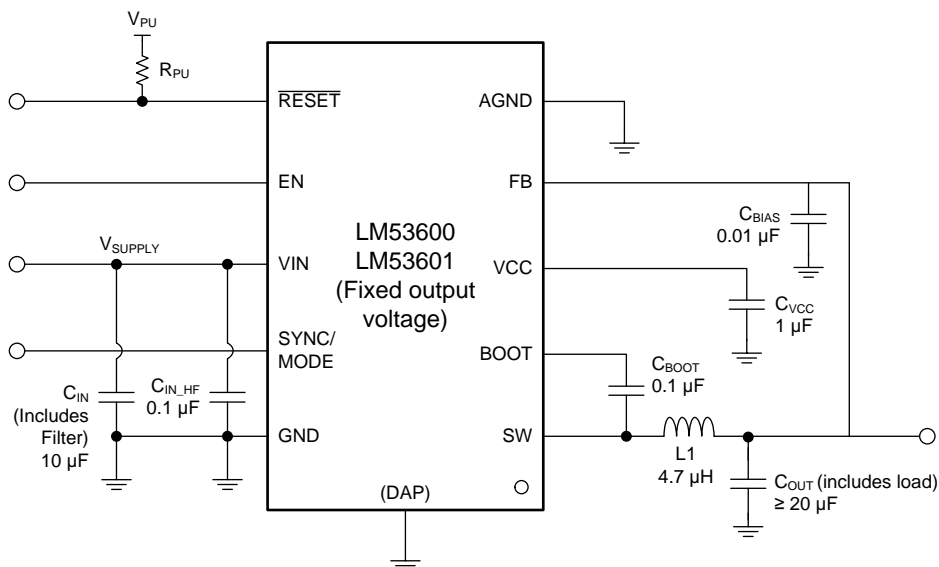 VPU
RPU
RESET
AGND
EN
FB
CBIAS
0.01 µF
VSUPPLY
LM53600
LM53601
(Fixed output
voltage)
VIN
VCC
CVCC
1 µF
SYNC/
MODE
BOOT
CBOOT
0.1 µF
CIN
(Includes
Filter)
10 µF
CIN_HF
0.1 µF
GND
SW
L1
4.7 µH
COUT (includes load)
≥ 20 µF
(DAP)